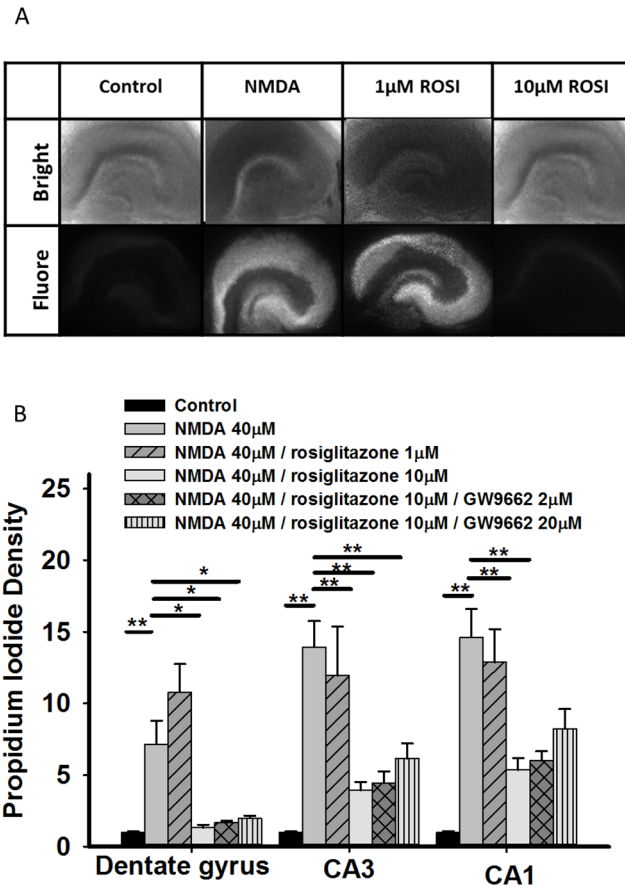 A
Control NMDA 1µM ROSI 10µM ROSI
Bright
Fluore
B
Control
NMDA 40µM
NMDA 40µM / rosiglitazone 1µM
NMDA 40µM / rosiglitazone 10µM
NMDA 40µM / rosiglitazone 10µM / GW9662 2µM
NMDA 40µM / rosiglitazone 10µM / GW9662 20µM
Propidium Iodide Density
25
20
15
10
5
0
** * * *
** ** ** **
** ** **
Dentate gyrus CA3 CA1